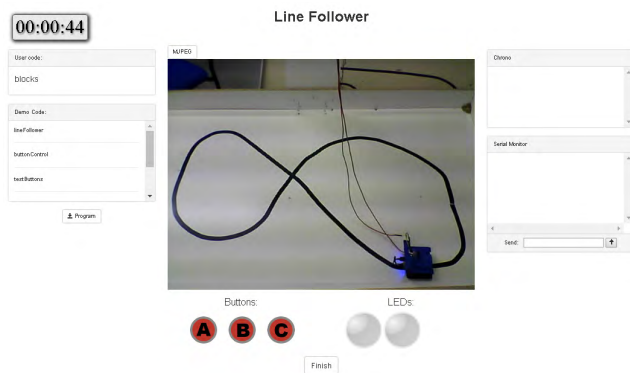 Line Follower
00:00:44
MJPEG
User code:
blocks
Demo Code:
lineFollower
buttonControl
testButtons
Program
Chrono
Serial Monitor
Send:
Buttons:
LEDs:
A B C
Finish